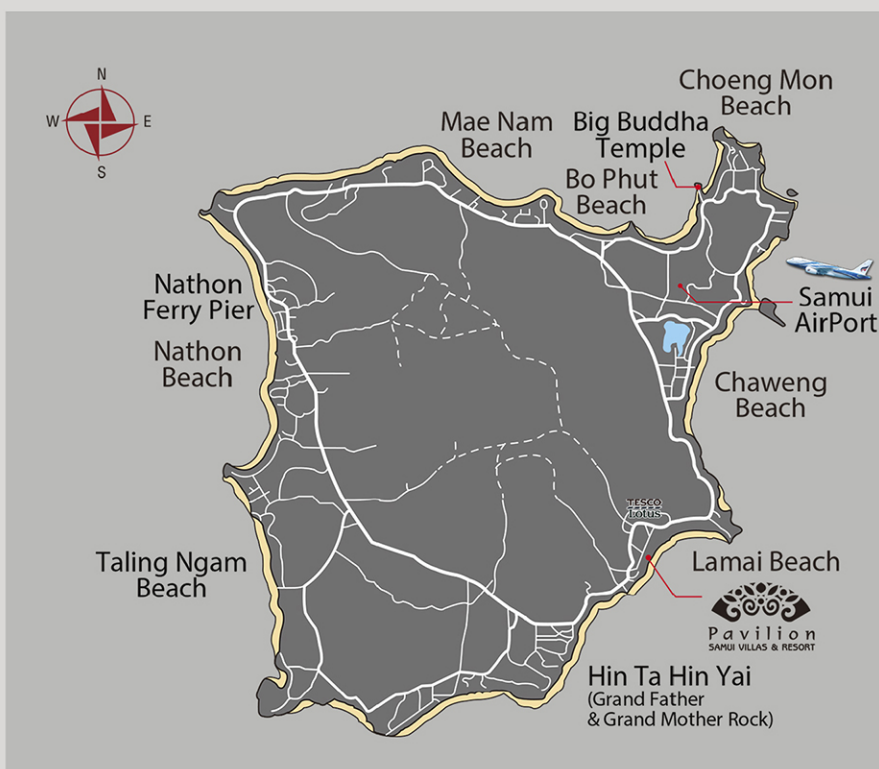 N
W E
S
Choeng Mon
Beach
Mae Nam
Beach
Big Buddha
Temple
Bo Phut
Beach
Nathon
Ferry Pier
Samui
AirPort
Nathon
Beach
Chaweng
Beach
TESCO
Lotus
Taling Ngam
Beach
Lamai Beach
Pavilion
SAMUI VILLAS & RESORT
Hin Ta Hin Yai
(Grand Father
& Grand Mother Rock)